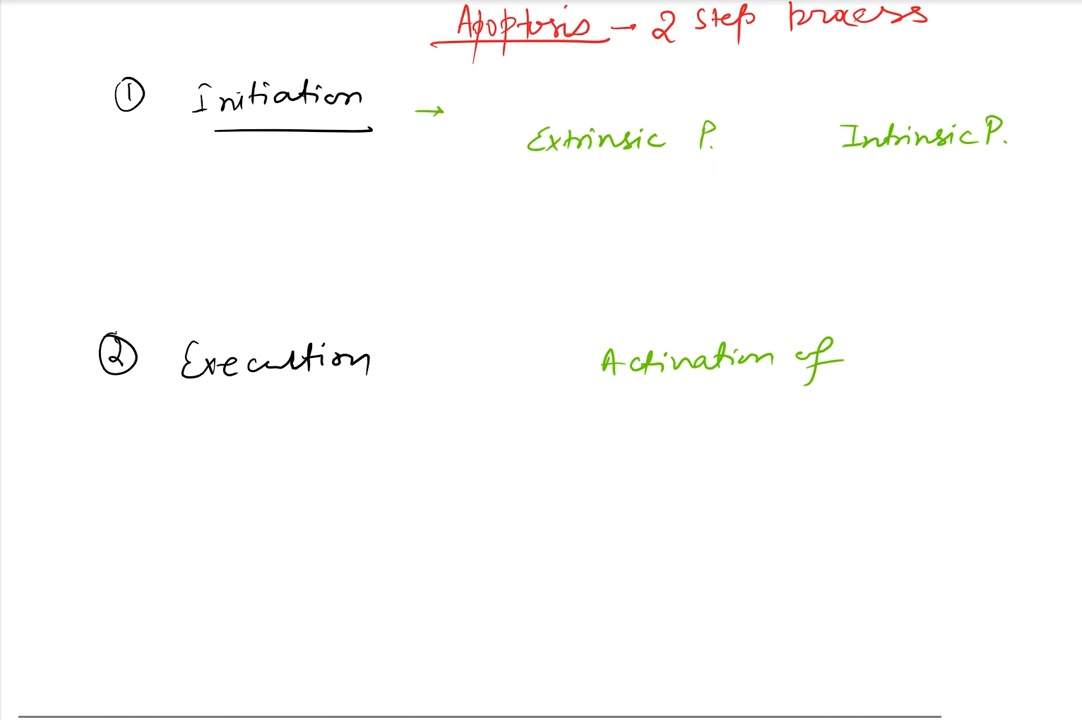 Apoptosis → 2 step process
① Initiation →
Extrinsic P. Intrinsic P.
② Execution Activation of